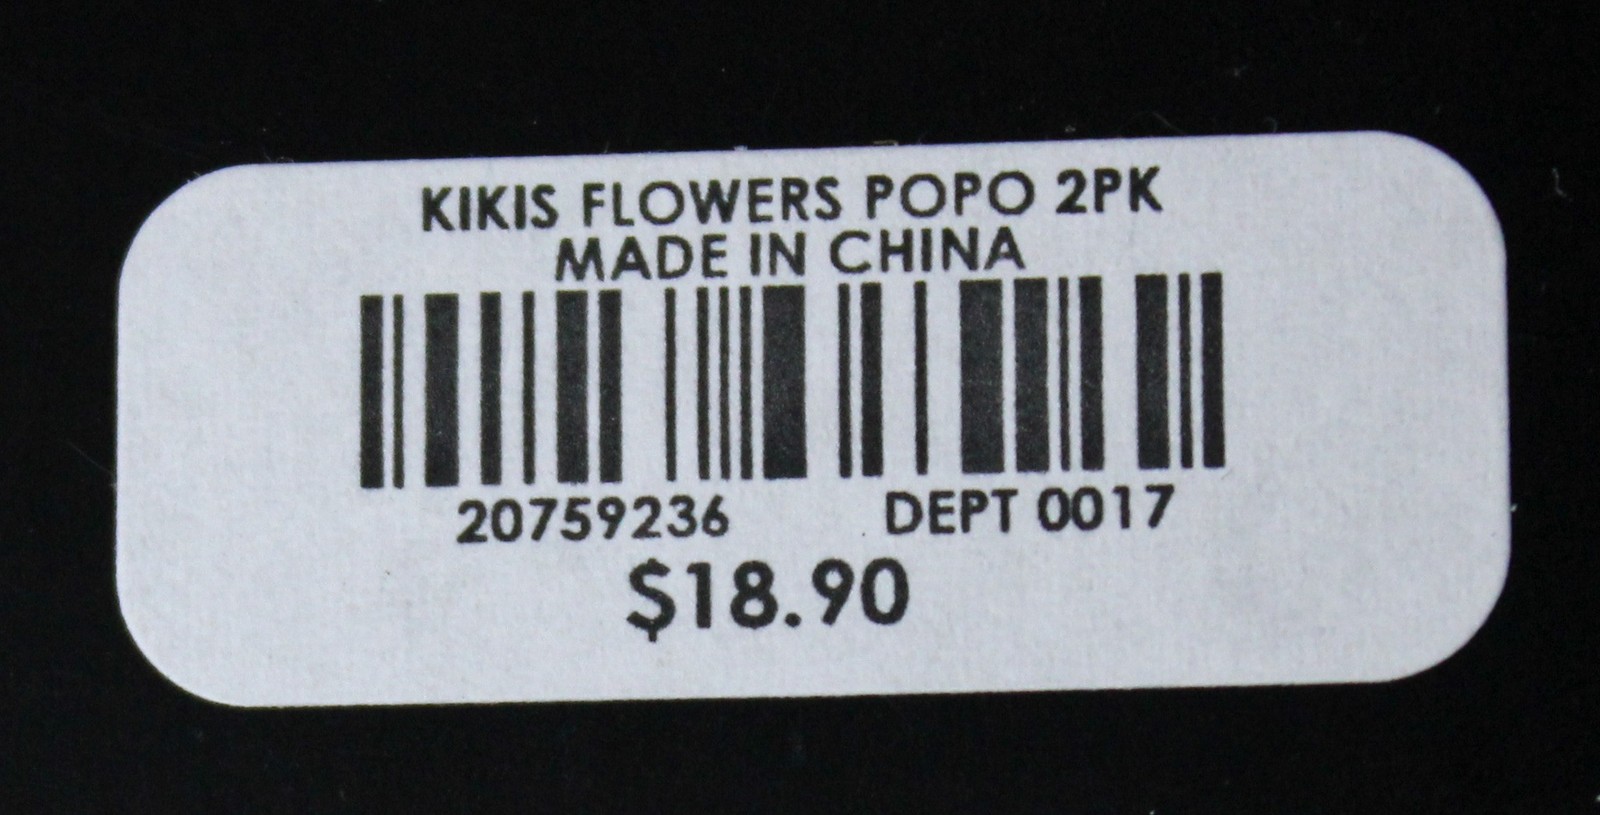 KIKIS FLOWERS POPO 2PK
MADE IN CHINA
20759236 DEPT 0017
$18.90